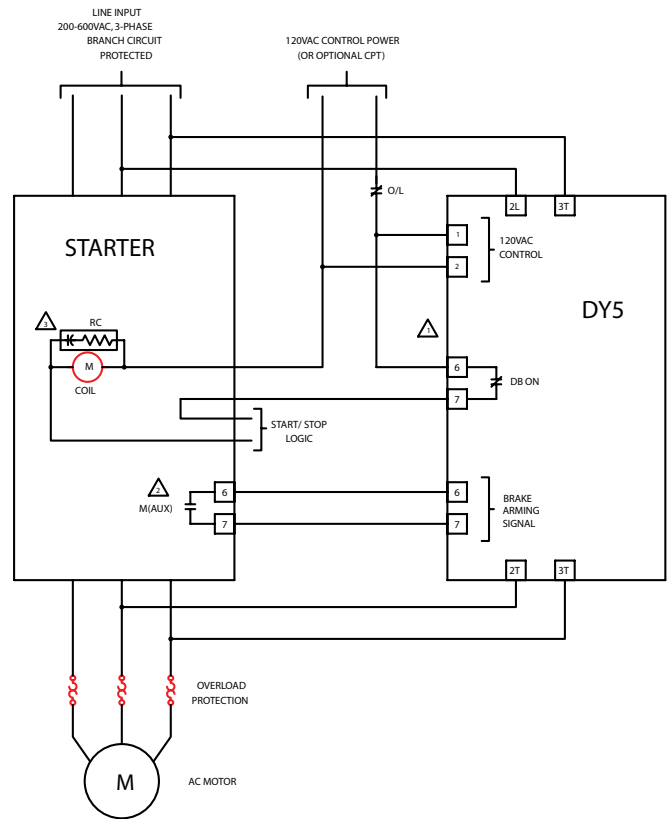 LINE INPUT
200-600VAC, 3-PHASE
BRANCH CIRCUIT
PROTECTED
120VAC CONTROL POWER
(OR OPTIONAL CPT)
O/L
2L
3T
STARTER
1
2
120VAC
CONTROL
DY5
3
RC
M
COIL
1
6
7
DB ON
START/ STOP
LOGIC
2
M(AUX)
6
7
6
7
BRAKE
ARMING
SIGNAL
2T
3T
OVERLOAD
PROTECTION
M
AC MOTOR